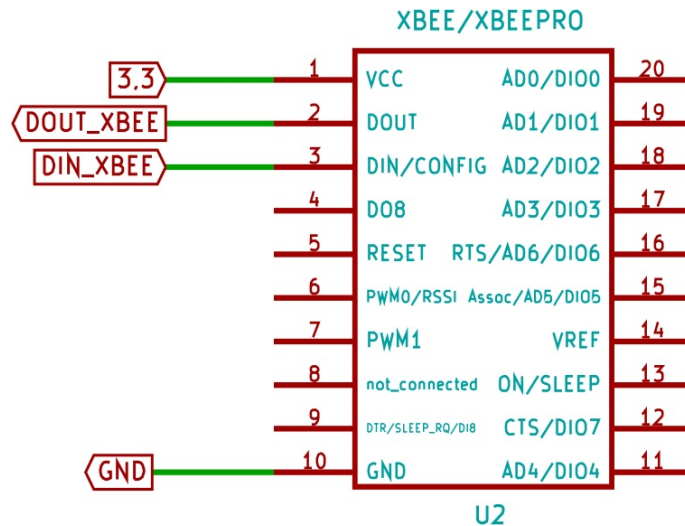 XBEE/XBEEPRO
3,3 1 VCC AD0/DIO0 20
DOUT_XBEE 2 DOUT AD1/DIO1 19
DIN_XBEE 3 DIN/CONFIG AD2/DIO2 18
4 DO8 AD3/DIO3 17
5 RESET RTS/AD6/DIO6 16
6 PWM0/RSSI Assoc/AD5/DIO5 15
7 PWM1 VREF 14
8 not_connected ON/SLEEP 13
9 DTR/SLEEP_RQ/DI8 CTS/DIO7 12
GND 10 GND AD4/DIO4 11
U2